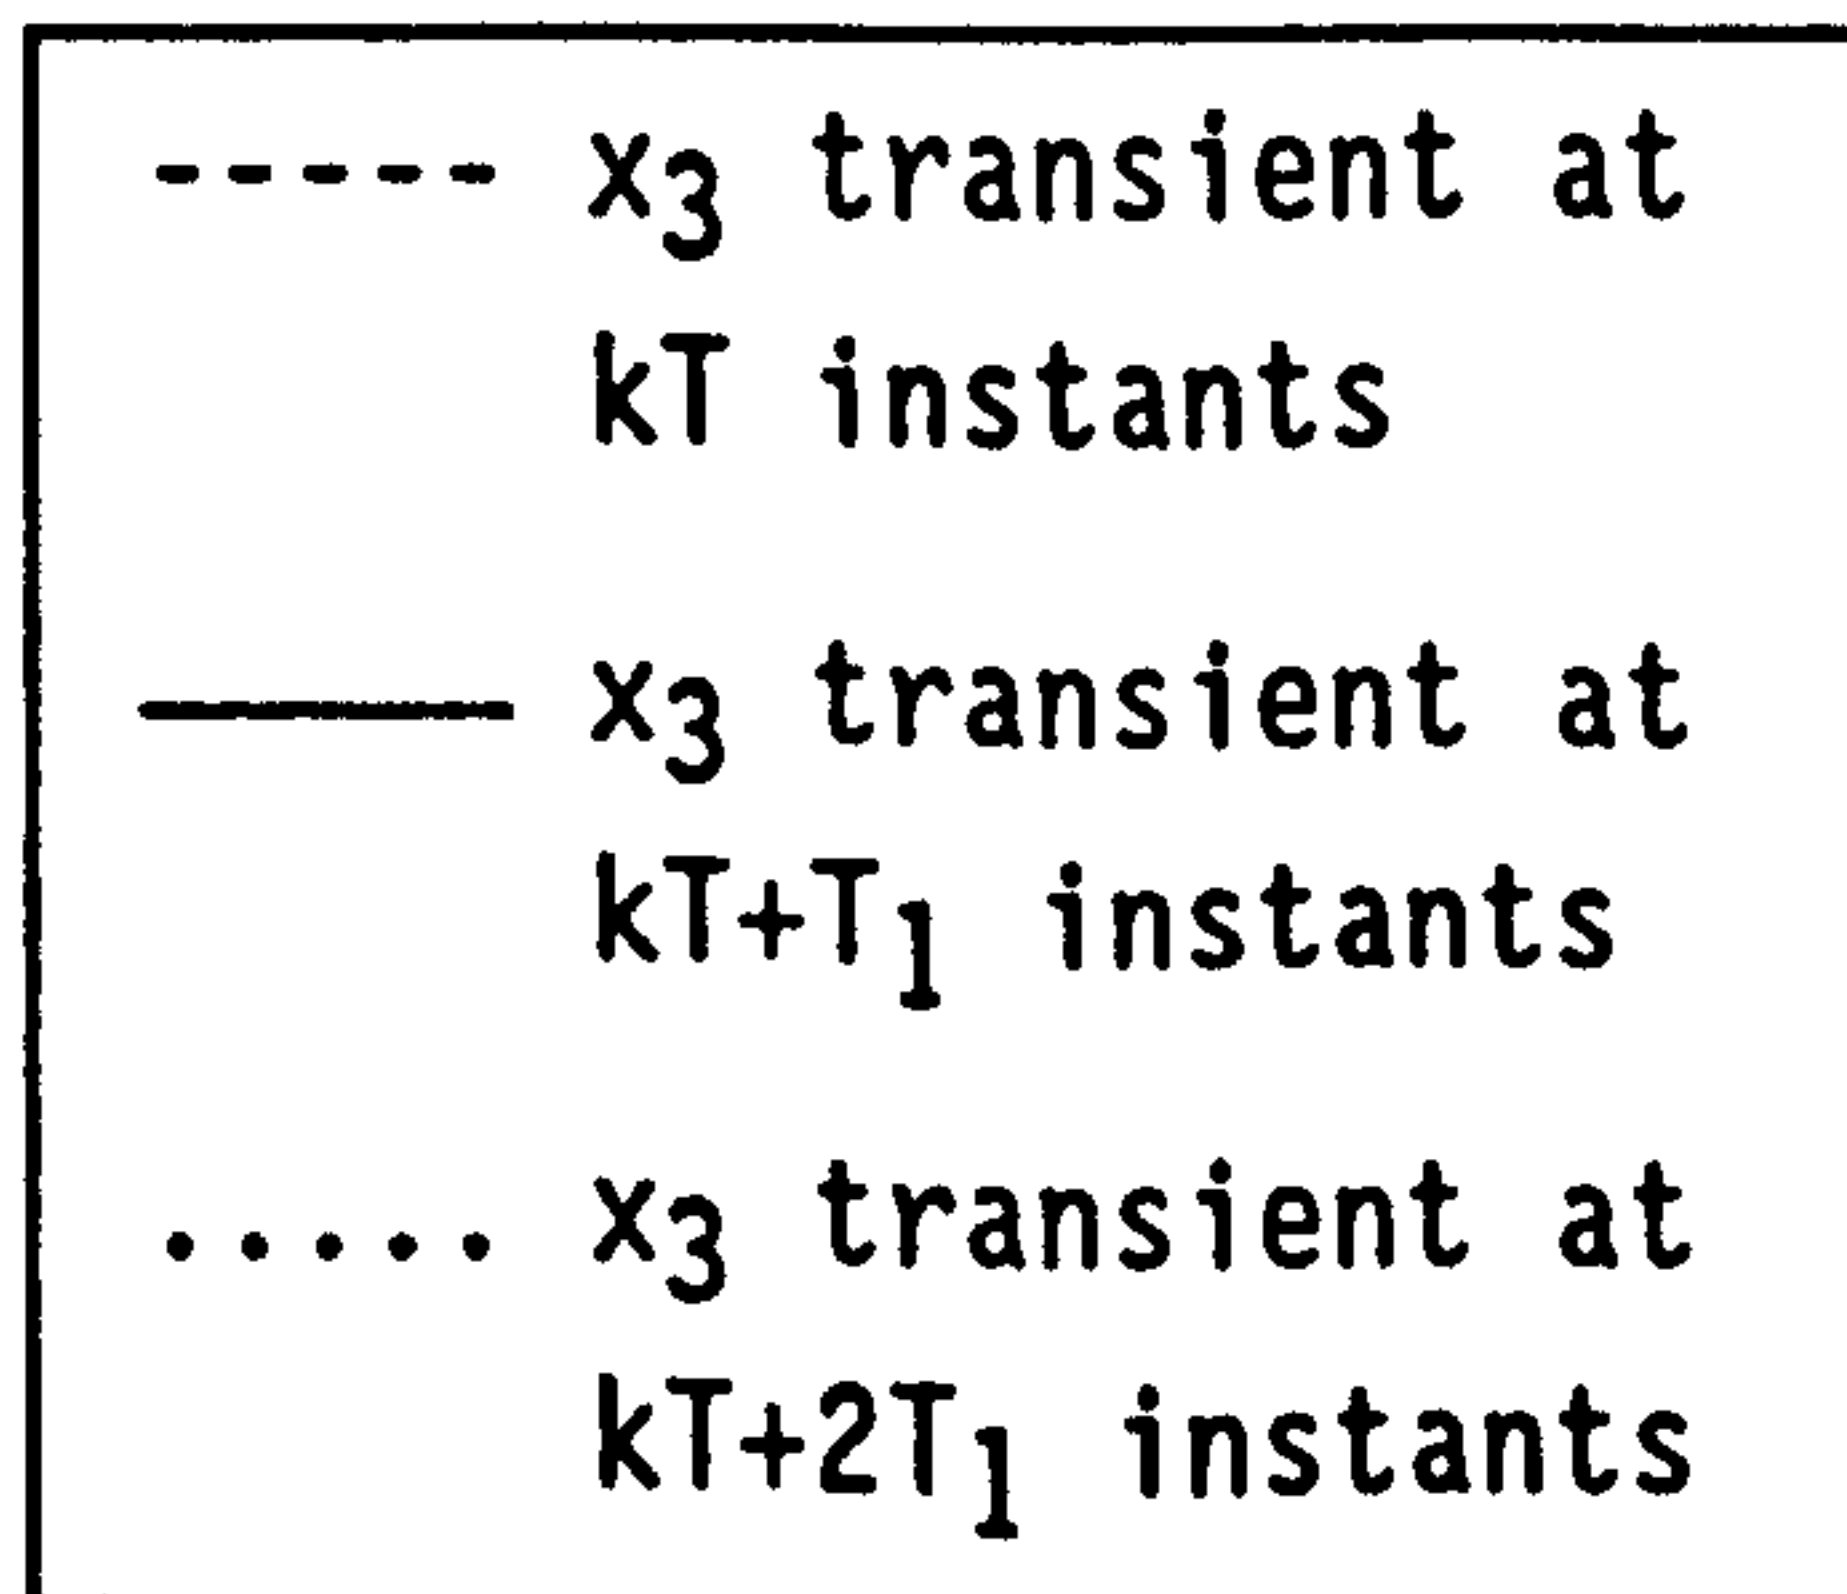 x₃ transient at
kT instants
x₃ transient at
kT+T₁ instants
x₃ transient at
kT+2T₁ instants